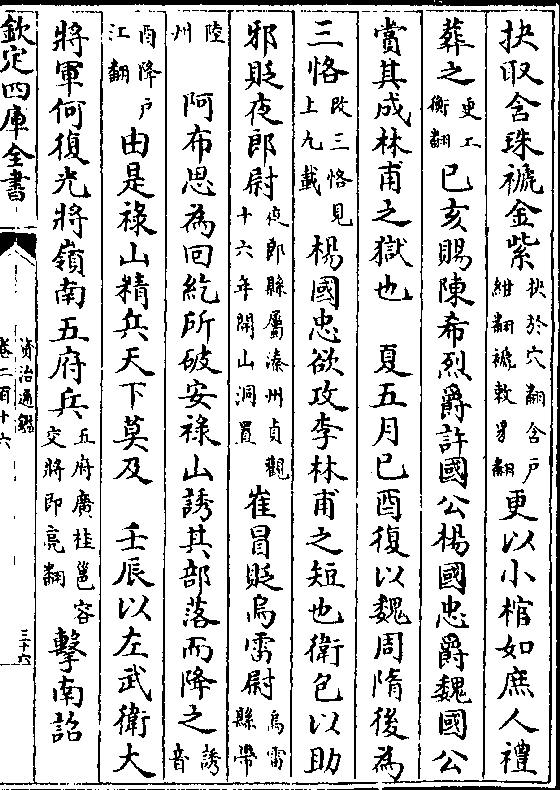 抉取含珠褫金紫抉於穴翻含戸紺翻褫敕豸翻更以小棺如庶人禮
葬之更工衡翻己亥賜陳希烈爵許國公楊國忠爵魏國公
賞其成林甫之獄也　夏五月己酉復以魏周隋後為
三恪改三恪見上九載楊國忠欲攻李林甫之短也衛包以助
邪貶夜郎尉夜郎縣屬溱州貞觀十六年開山洞置崔冒貶烏雷尉烏雷縣帶
陸州　阿布思為回紇所破安禄山誘其部落而降之誘音
酉降戸江翻由是禄山精兵天下莫及　壬辰以左武衛大
將軍何復光將嶺南五府兵五府廣桂邕容交將即亮翻擊南詔
欽定四庫全書
資治通鑑
卷二百十六
三十六